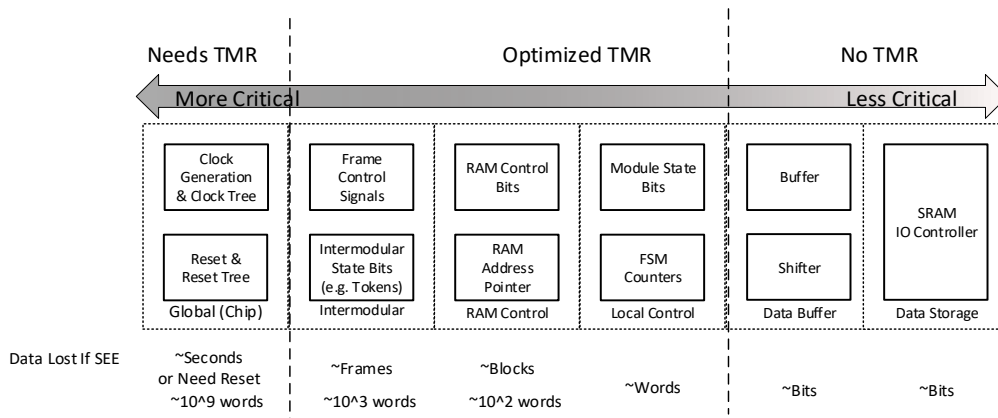 Needs TMR
Optimized TMR
No TMR
More Critical
Less Critical
Clock
Generation
& Clock Tree
Reset &
Reset Tree
Global (Chip)
Frame
Control
Signals
Intermodular
State Bits
(e.g. Tokens)
Intermodular
RAM Control
Bits
RAM
Address
Pointer
RAM Control
Module State
Bits
FSM
Counters
Local Control
Buffer
Shifter
Data Buffer
SRAM
IO Controller
Data Storage
Data Lost If SEE
~Seconds
or Need Reset
~10^9 words
~Frames
~10^3 words
~Blocks
~10^2 words
~Words
~Bits
~Bits